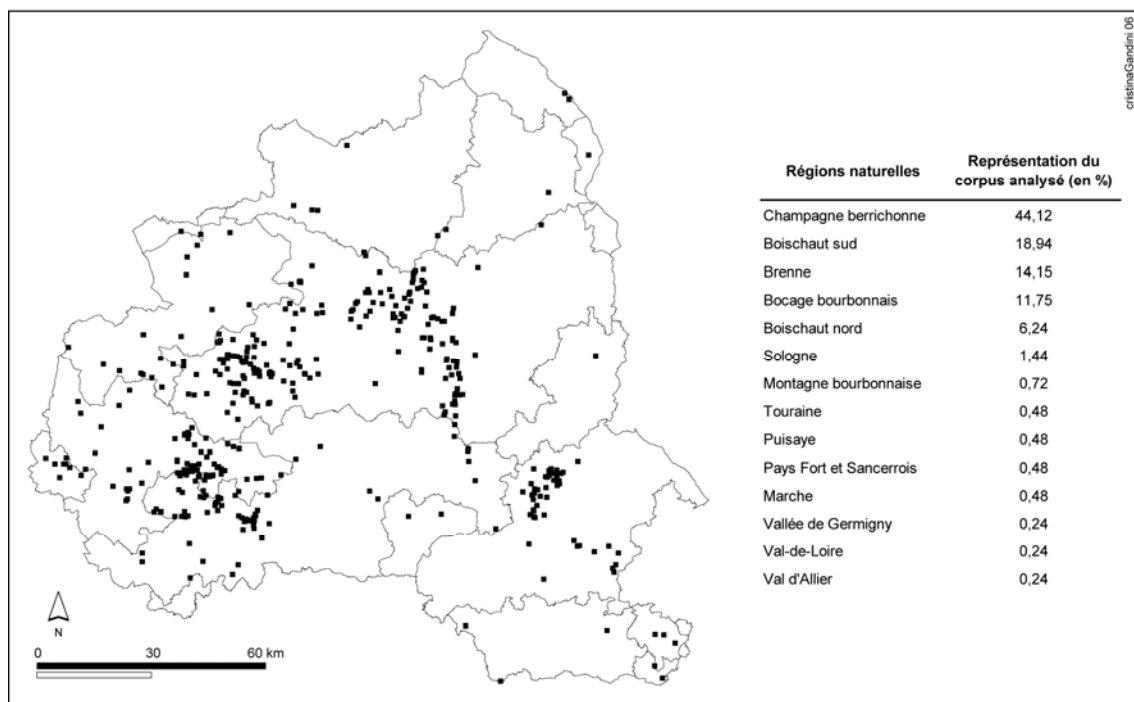 cristinaGandini 06
Régions naturelles
Représentation du
corpus analysé (en %)
Champagne berrichonne 44,12
Boischaut sud 18,94
Brenne 14,15
Bocage bourbonnais 11,75
Boischaut nord 6,24
Sologne 1,44
Montagne bourbonnaise 0,72
Touraine 0,48
Puisaye 0,48
Pays Fort et Sancerrois 0,48
Marche 0,48
Vallée de Germigny 0,24
Val-de-Loire 0,24
Val d'Allier 0,24
N
0 30 60 km